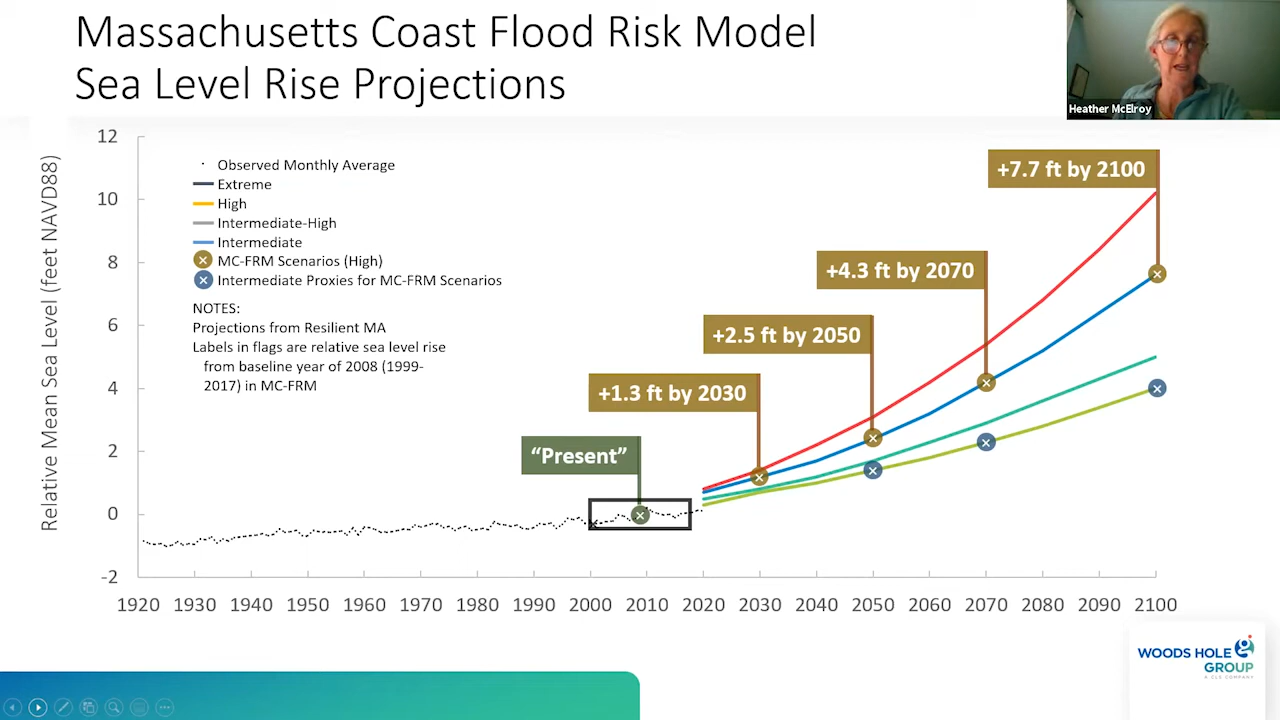 Massachusetts Coast Flood Risk Model
Sea Level Rise Projections
Heather McElroy
Relative Mean Sea Level (feet NAVD88)
12
10
8
6
4
2
0
-2
Observed Monthly Average
Extreme
High
Intermediate-High
Intermediate
MC-FRM Scenarios (High)
Intermediate Proxies for MC-FRM Scenarios
NOTES:
Projections from Resilient MA
Labels in flags are relative sea level rise
from baseline year of 2008 (1999-
2017) in MC-FRM
+7.7 ft by 2100
+4.3 ft by 2070
+2.5 ft by 2050
+1.3 ft by 2030
“Present”
1920 1930 1940 1950 1960 1970 1980 1990 2000 2010 2020 2030 2040 2050 2060 2070 2080 2090 2100
WOODS HOLE
GROUP
A CLS COMPANY